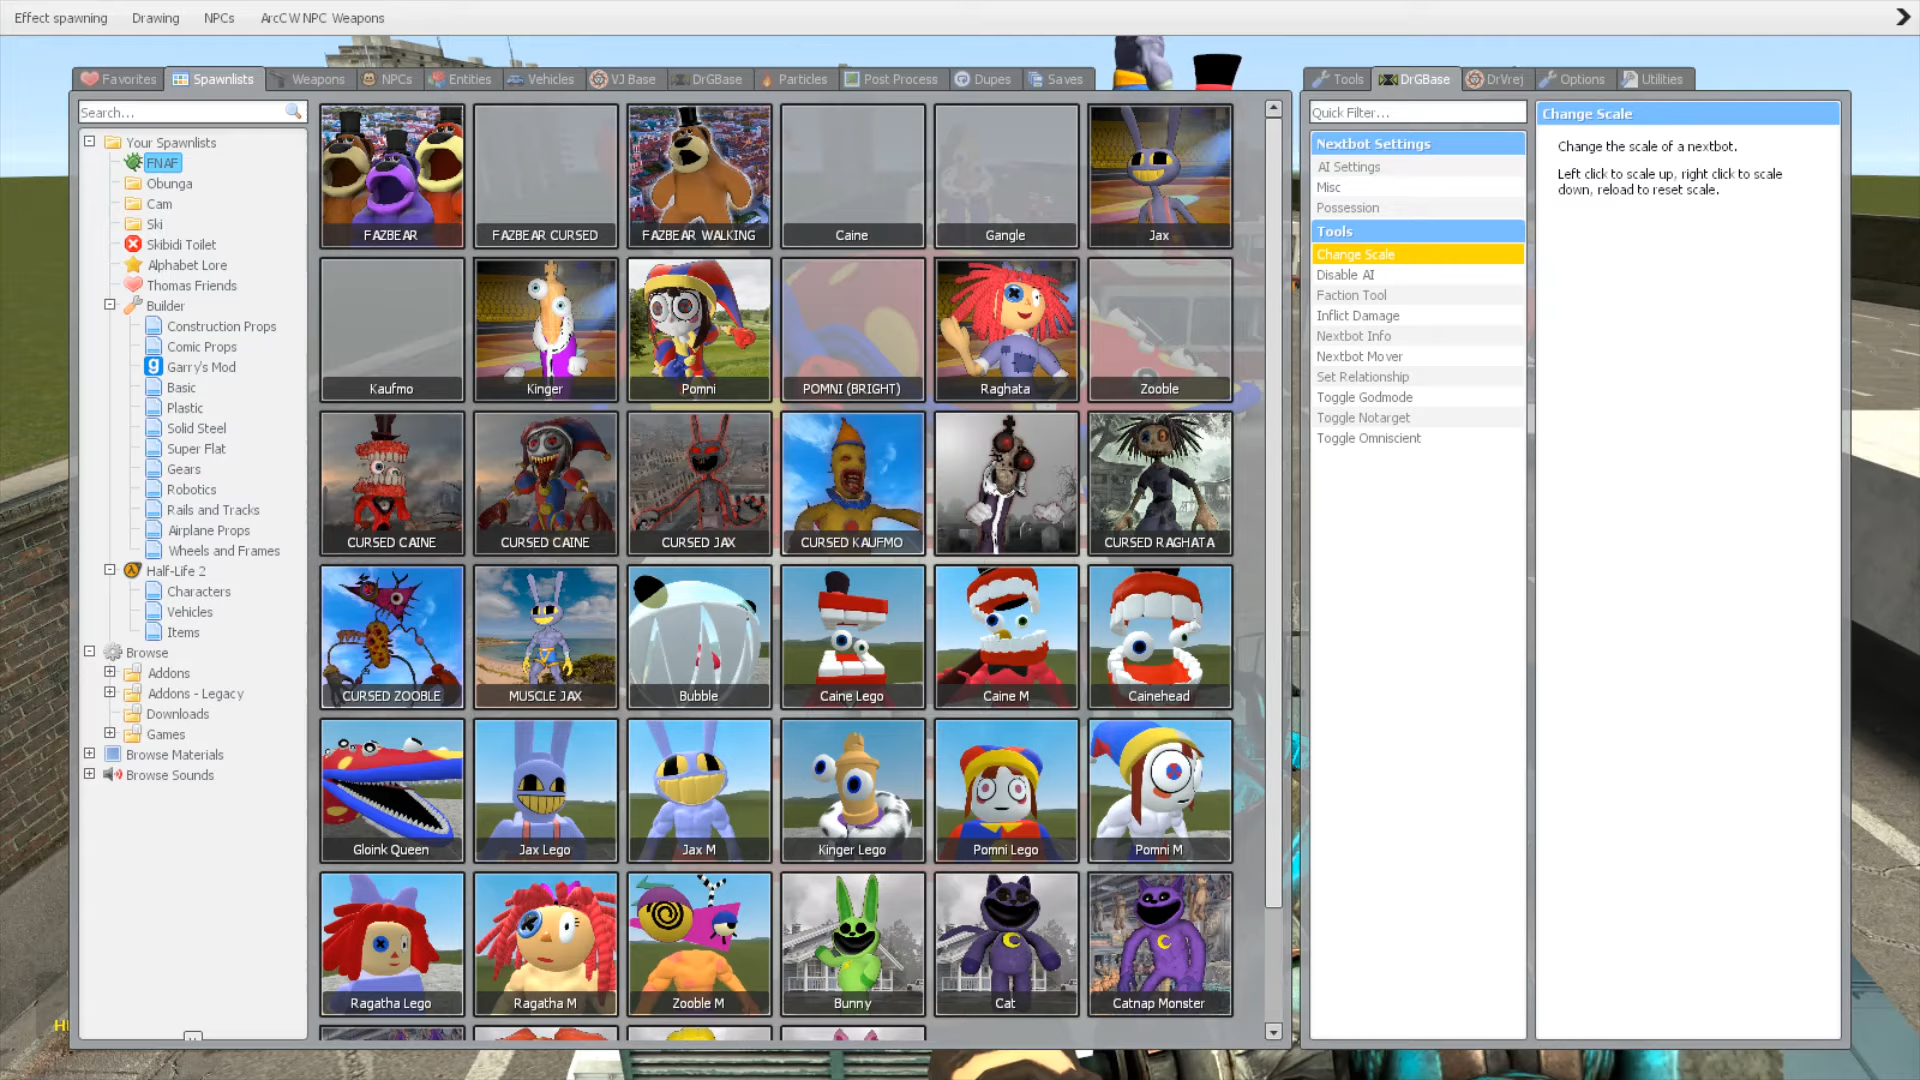 Effect spawning Drawing NPCs ArcCW NPC Weapons
Favorites Spawnlists Weapons NPCs Entities Vehicles VJ Base DrGBase Particles Post Process Dupes Saves
Tools DrGBase DrVrej Options Utilities
Search...
Your Spawnlists
FNAF
Obunga
Cam
Ski
Skibidi Toilet
Alphabet Lore
Thomas Friends
Builder
Construction Props
Comic Props
Garry's Mod
Basic
Plastic
Solid Steel
Super Flat
Gears
Robotics
Rails and Tracks
Airplane Props
Wheels and Frames
Half-Life 2
Characters
Vehicles
Items
Browse
Addons
Addons - Legacy
Downloads
Games
Browse Materials
Browse Sounds
FAZBEAR
FAZBEAR CURSED
FAZBEAR WALKING
Caine
Gangle
Jax
Kaufmo
Kinger
Pomni
POMNI (BRIGHT)
Raghata
Zooble
CURSED CAINE
CURSED CAINE
CURSED JAX
CURSED KAUFMO
CURSED RAGHATA
CURSED ZOOBLE
MUSCLE JAX
Bubble
Caine Lego
Caine M
Cainehead
Gloink Queen
Jax Lego
Jax M
Kinger Lego
Pomni Lego
Pomni M
Ragatha Lego
Ragatha M
Zooble M
Bunny
Cat
Catnap Monster
Quick Filter...
Nextbot Settings
AI Settings
Misc
Possession
Tools
Change Scale
Disable AI
Faction Tool
Inflict Damage
Nextbot Info
Nextbot Mover
Set Relationship
Toggle Godmode
Toggle Notarget
Toggle Omniscient
Change Scale
Change the scale of a nextbot.
Left click to scale up, right click to scale
down, reload to reset scale.